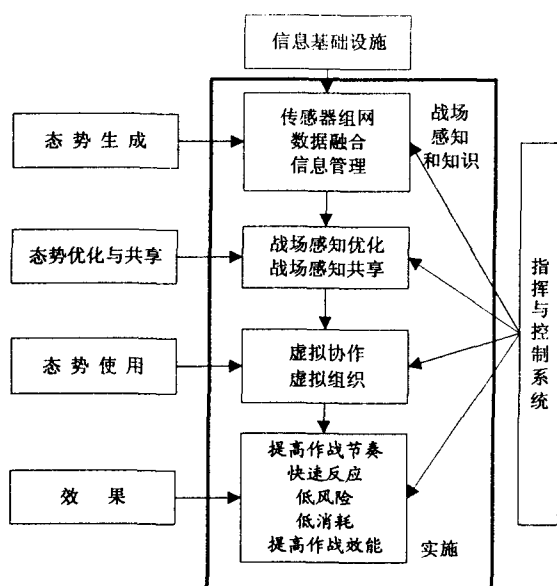 信息基础设施
传感器组网
数据融合
信息管理
战场
感知
和知识
态势生成
态势优化与共享
战场感知优化
战场感知共享
态势使用
虚拟协作
虚拟组织
效果
提高作战节奏
快速反应
低风险
低消耗
提高作战效能
实施
指挥与控制系统